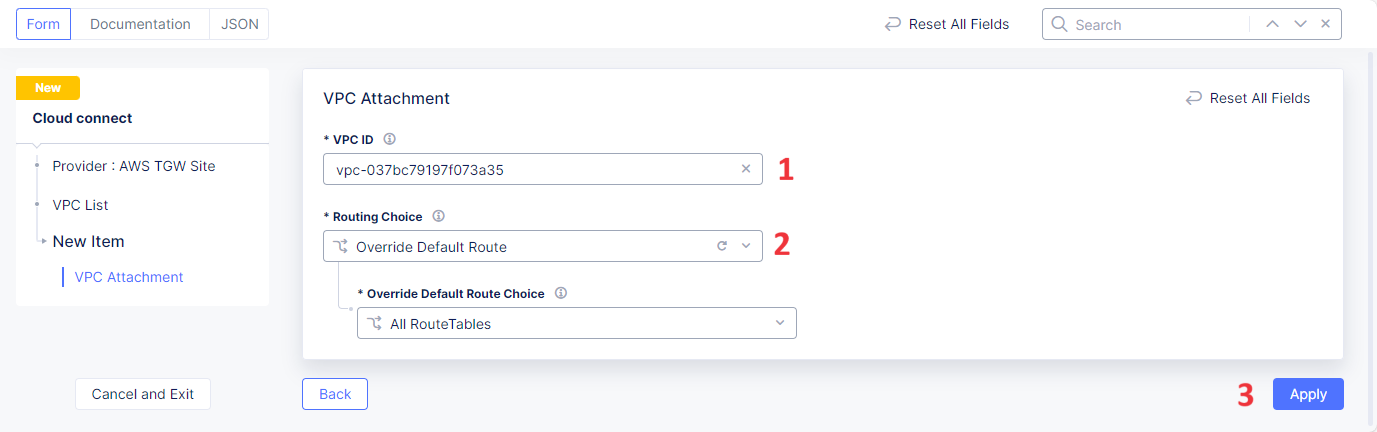 Form Documentation JSON Reset All Fields Search
New
Cloud connect
Provider : AWS TGW Site
VPC List
New Item
VPC Attachment
VPC Attachment Reset All Fields
* VPC ID
vpc-037bc79197f073a35 1
* Routing Choice
Override Default Route 2
* Override Default Route Choice
All RouteTables
Cancel and Exit Back 3 Apply